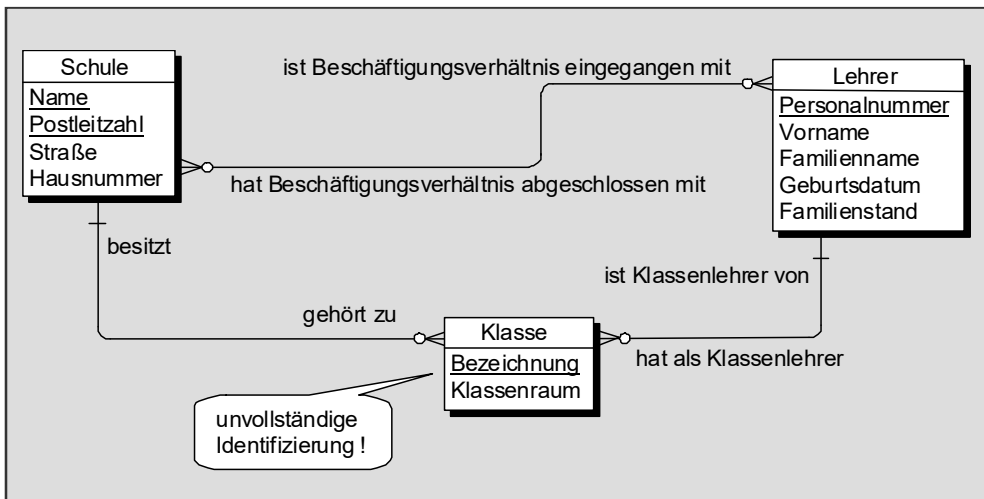 Schule
Name
Postleitzahl
Straße
Hausnummer
ist Beschäftigungsverhältnis eingegangen mit
hat Beschäftigungsverhältnis abgeschlossen mit
Lehrer
Personalnummer
Vorname
Familienname
Geburtsdatum
Familienstand
besitzt
gehört zu
ist Klassenlehrer von
hat als Klassenlehrer
Klasse
Bezeichnung
Klassenraum
unvollständige
Identifizierung !